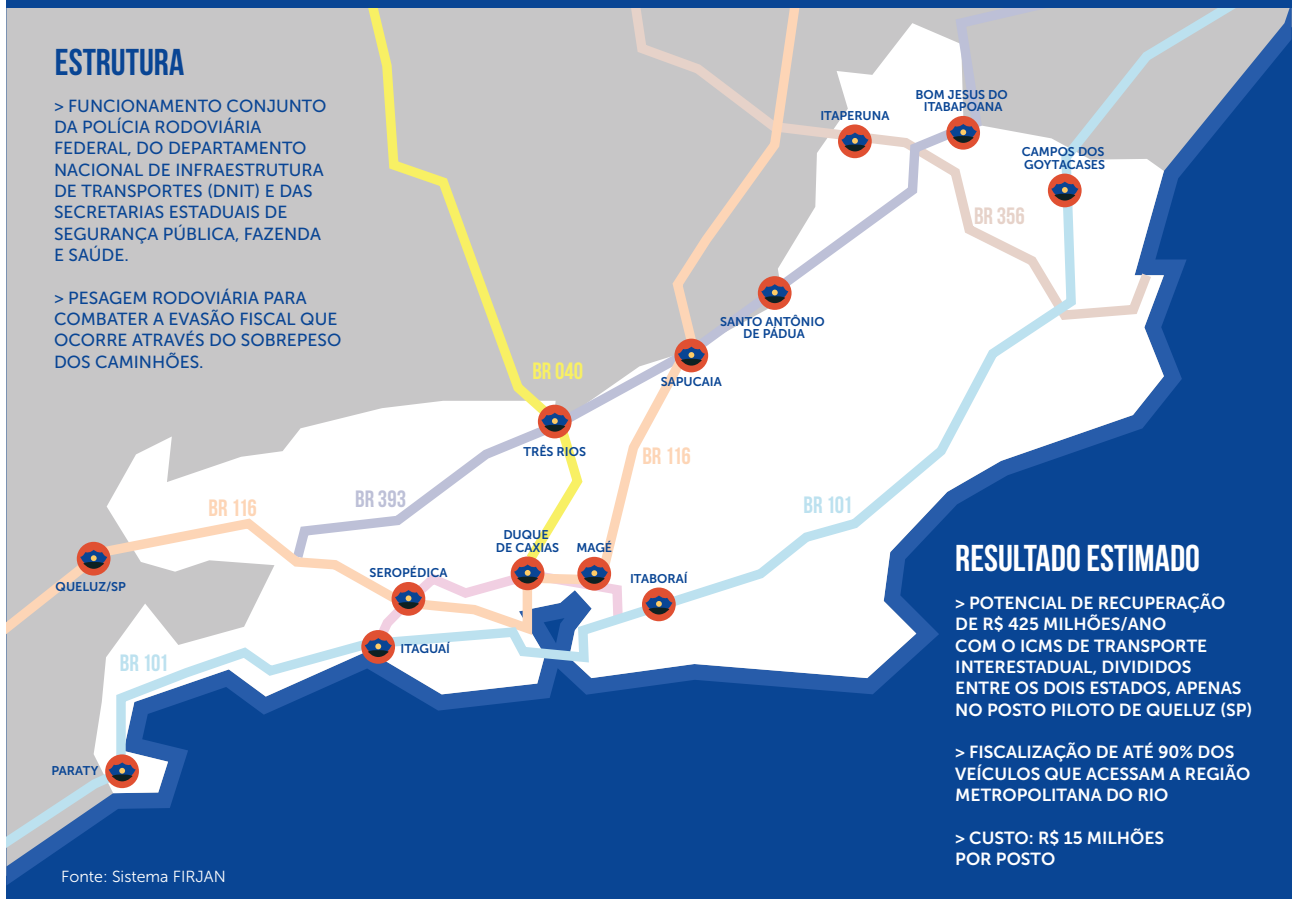 ESTRUTURA
> FUNCIONAMENTO CONJUNTO
DA POLÍCIA RODOVIÁRIA
FEDERAL, DO DEPARTAMENTO
NACIONAL DE INFRAESTRUTURA
DE TRANSPORTES (DNIT) E DAS
SECRETARIAS ESTADUAIS DE
SEGURANÇA PÚBLICA, FAZENDA
E SAÚDE.
> PESAGEM RODOVIÁRIA PARA
COMBATER A EVASÃO FISCAL QUE
OCORRE ATRAVÉS DO SOBREPESO
DOS CAMINHÕES.
BOM JESUS DO
ITABAPOANA
ITAPERUNA
CAMPOS DOS
GOYTACASES
BR 356
SANTO ANTÔNIO
DE PÁDUA
BR 040
SAPUCAIA
TRÊS RIOS
BR 116
BR 393
BR 116
BR 101
DUQUE
DE CAXIAS
MAGÉ
SEROPÉDICA
ITABORAÍ
QUELUZ/SP
ITAGUAÍ
BR 101
PARATY
RESULTADO ESTIMADO
> POTENCIAL DE RECUPERAÇÃO
DE R$ 425 MILHÕES/ANO
COM O ICMS DE TRANSPORTE
INTERESTADUAL, DIVIDIDOS
ENTRE OS DOIS ESTADOS, APENAS
NO POSTO PILOTO DE QUELUZ (SP)
> FISCALIZAÇÃO DE ATÉ 90% DOS
VEÍCULOS QUE ACESSAM A REGIÃO
METROPOLITANA DO RIO
> CUSTO: R$ 15 MILHÕES
POR POSTO
Fonte: Sistema FIRJAN